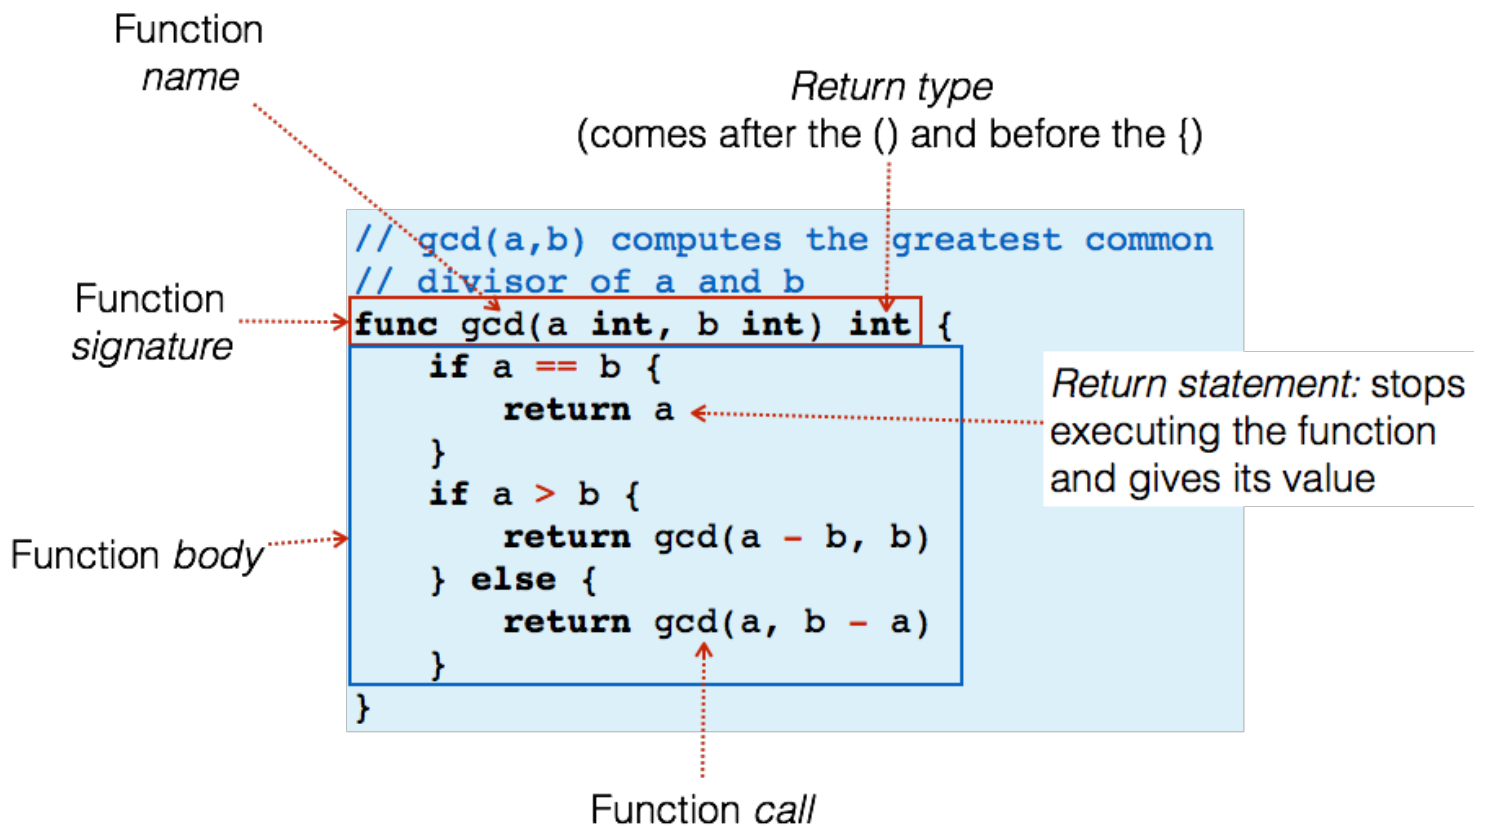 Function
name
Return type
(comes after the () and before the {)
// gcd(a,b) computes the greatest common
// divisor of a and b
Function
signature
func gcd(a int, b int) int {
if a == b {
return a
}
if a > b {
return gcd(a - b, b)
} else {
return gcd(a, b - a)
}
}
Return statement: stops
executing the function
and gives its value
Function body
Function call